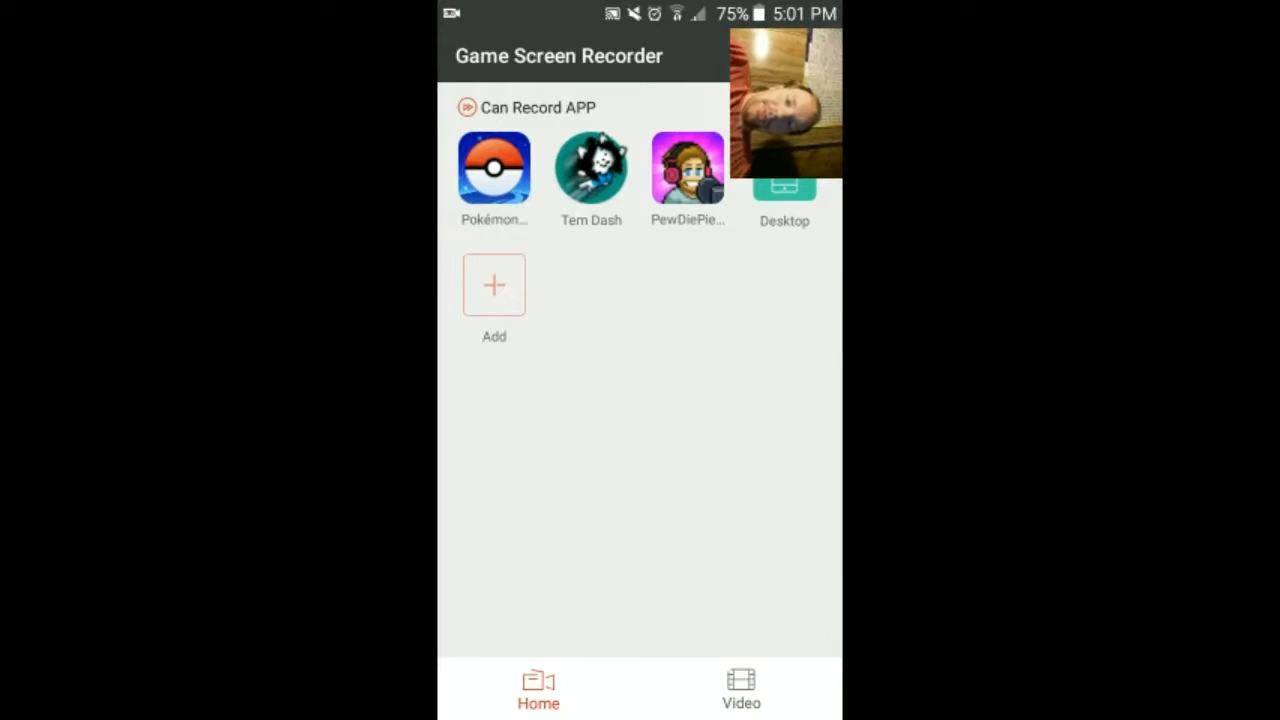 75% 5:01 PM
Game Screen Recorder
Can Record APP
Pokémon...
Tem Dash
PewDiePie...
Desktop
Add
Home
Video